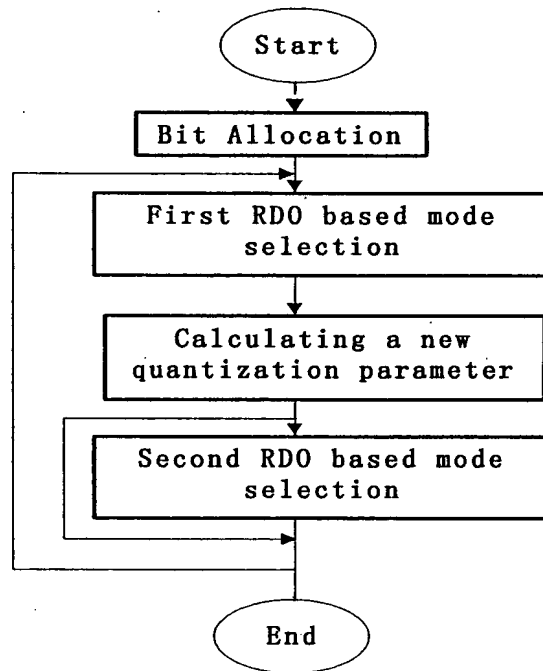 Start
Bit Allocation
First RDO based mode
selection
Calculating a new
quantization parameter
Second RDO based mode
selection
End